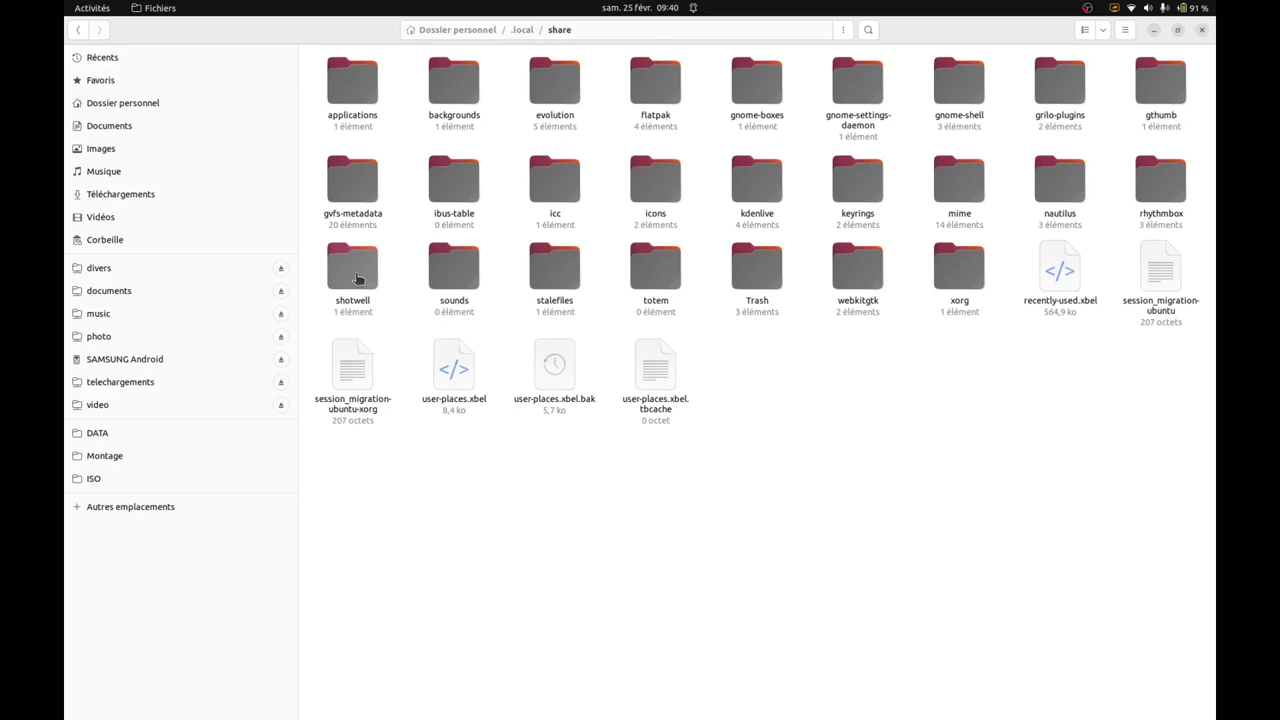 Activités
Fichiers
sam. 25 févr. 09:40
91 %
Dossier personnel / .local / share
Récents
Favoris
Dossier personnel
Documents
Images
Musique
Téléchargements
Vidéos
Corbeille
divers
documents
music
photo
SAMSUNG Android
telechargements
video
DATA
Montage
ISO
Autres emplacements
applications
1 élément
backgrounds
1 élément
evolution
5 éléments
flatpak
4 éléments
gnome-boxes
1 élément
gnome-settings-
daemon
1 élément
gnome-shell
3 éléments
grilo-plugins
2 éléments
gthumb
1 élément
gvfs-metadata
20 éléments
ibus-table
0 élément
icc
1 élément
icons
2 éléments
kdenlive
4 éléments
keyrings
2 éléments
mime
14 éléments
nautilus
3 éléments
rhythmbox
3 éléments
shotwell
1 élément
sounds
0 élément
stalefiles
1 élément
totem
0 élément
Trash
3 éléments
webkitgtk
2 éléments
xorg
1 élément
recently-used.xbel
564,9 ko
session_migration-
ubuntu
207 octets
session_migration-
ubuntu-xorg
207 octets
user-places.xbel
8,4 ko
user-places.xbel.bak
5,7 ko
user-places.xbel.
tbcache
0 octet